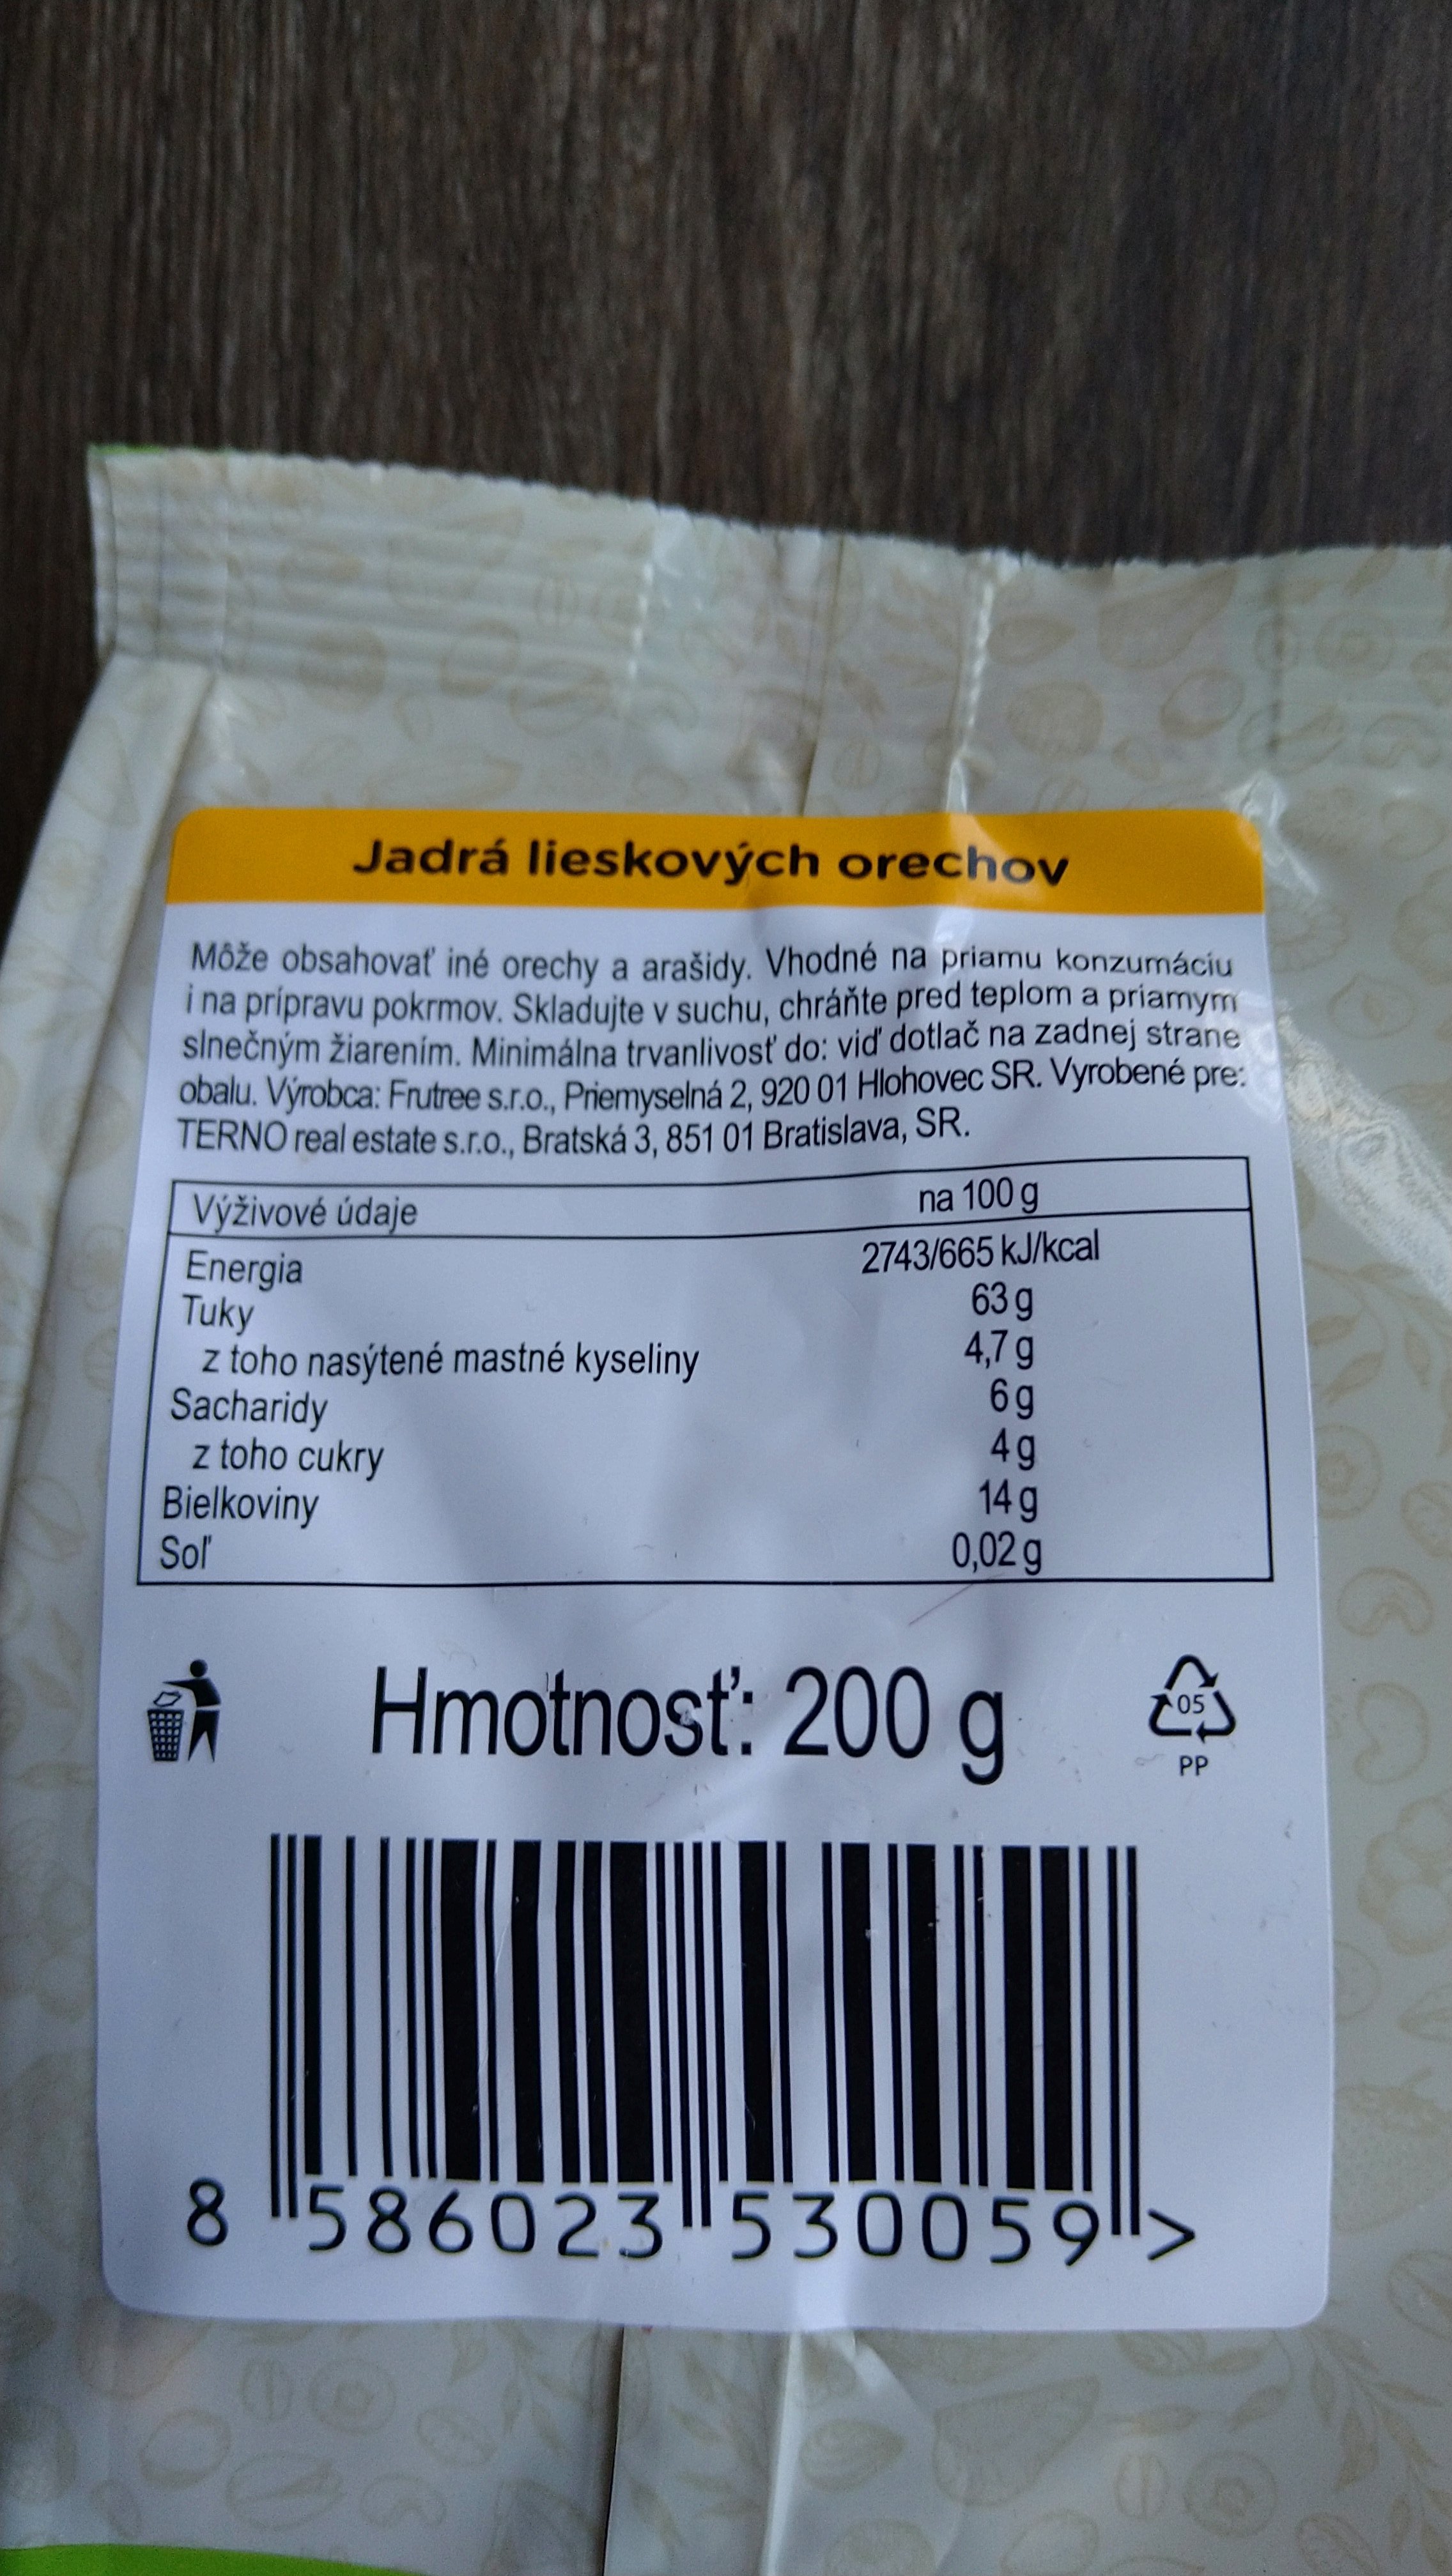 Jadrá lieskových orechov
Môže obsahovať iné orechy a arašidy. Vhodné na priamu konzumáciu
i na prípravu pokrmov. Skladujte v suchu, chráňte pred teplom a priamym
slnečným žiarením. Minimálna trvanlivosť do: viď dotlač na zadnej strane
obalu. Výrobca: Frutree s.r.o., Priemyselná 2, 920 01 Hlohovec SR. Vyrobené pre:
TERNO real estate s.r.o., Bratská 3, 851 01 Bratislava, SR.
Výživové údaje na 100 g
Energia 2743/665 kJ/kcal
Tuky 63 g
z toho nasýtené mastné kyseliny 4,7 g
Sacharidy 6 g
z toho cukry 4 g
Bielkoviny 14 g
Soľ 0,02 g
Hmotnosť: 200 g
05
PP
8 586023 530059 >